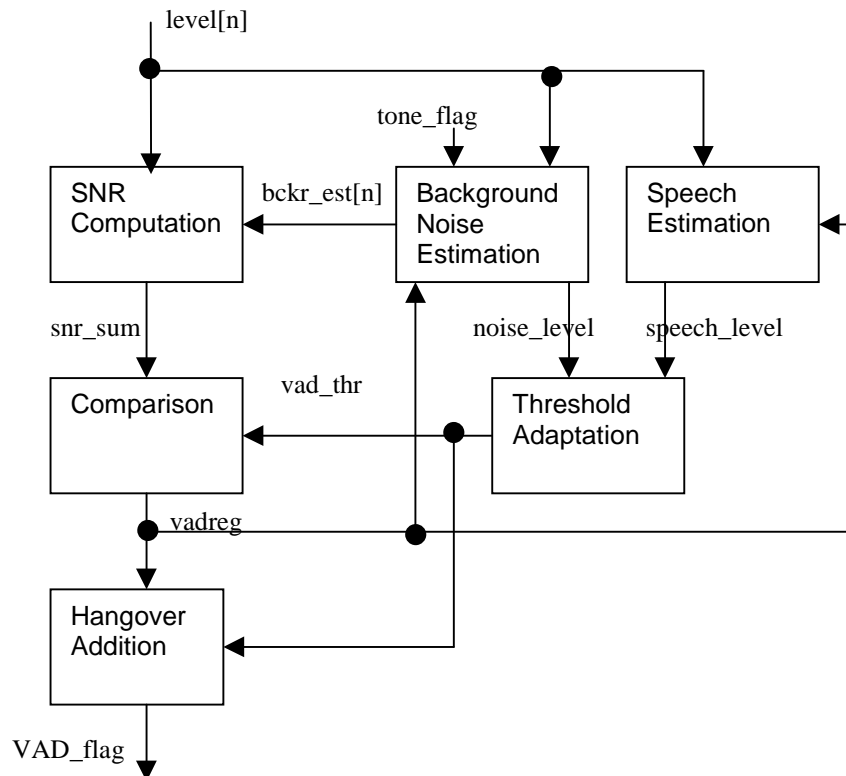 level[n]
tone_flag
SNR
Computation
bckr_est[n]
Background
Noise
Estimation
Speech
Estimation
snr_sum
noise_level
speech_level
Comparison
vad_thr
Threshold
Adaptation
vadreg
Hangover
Addition
VAD_flag